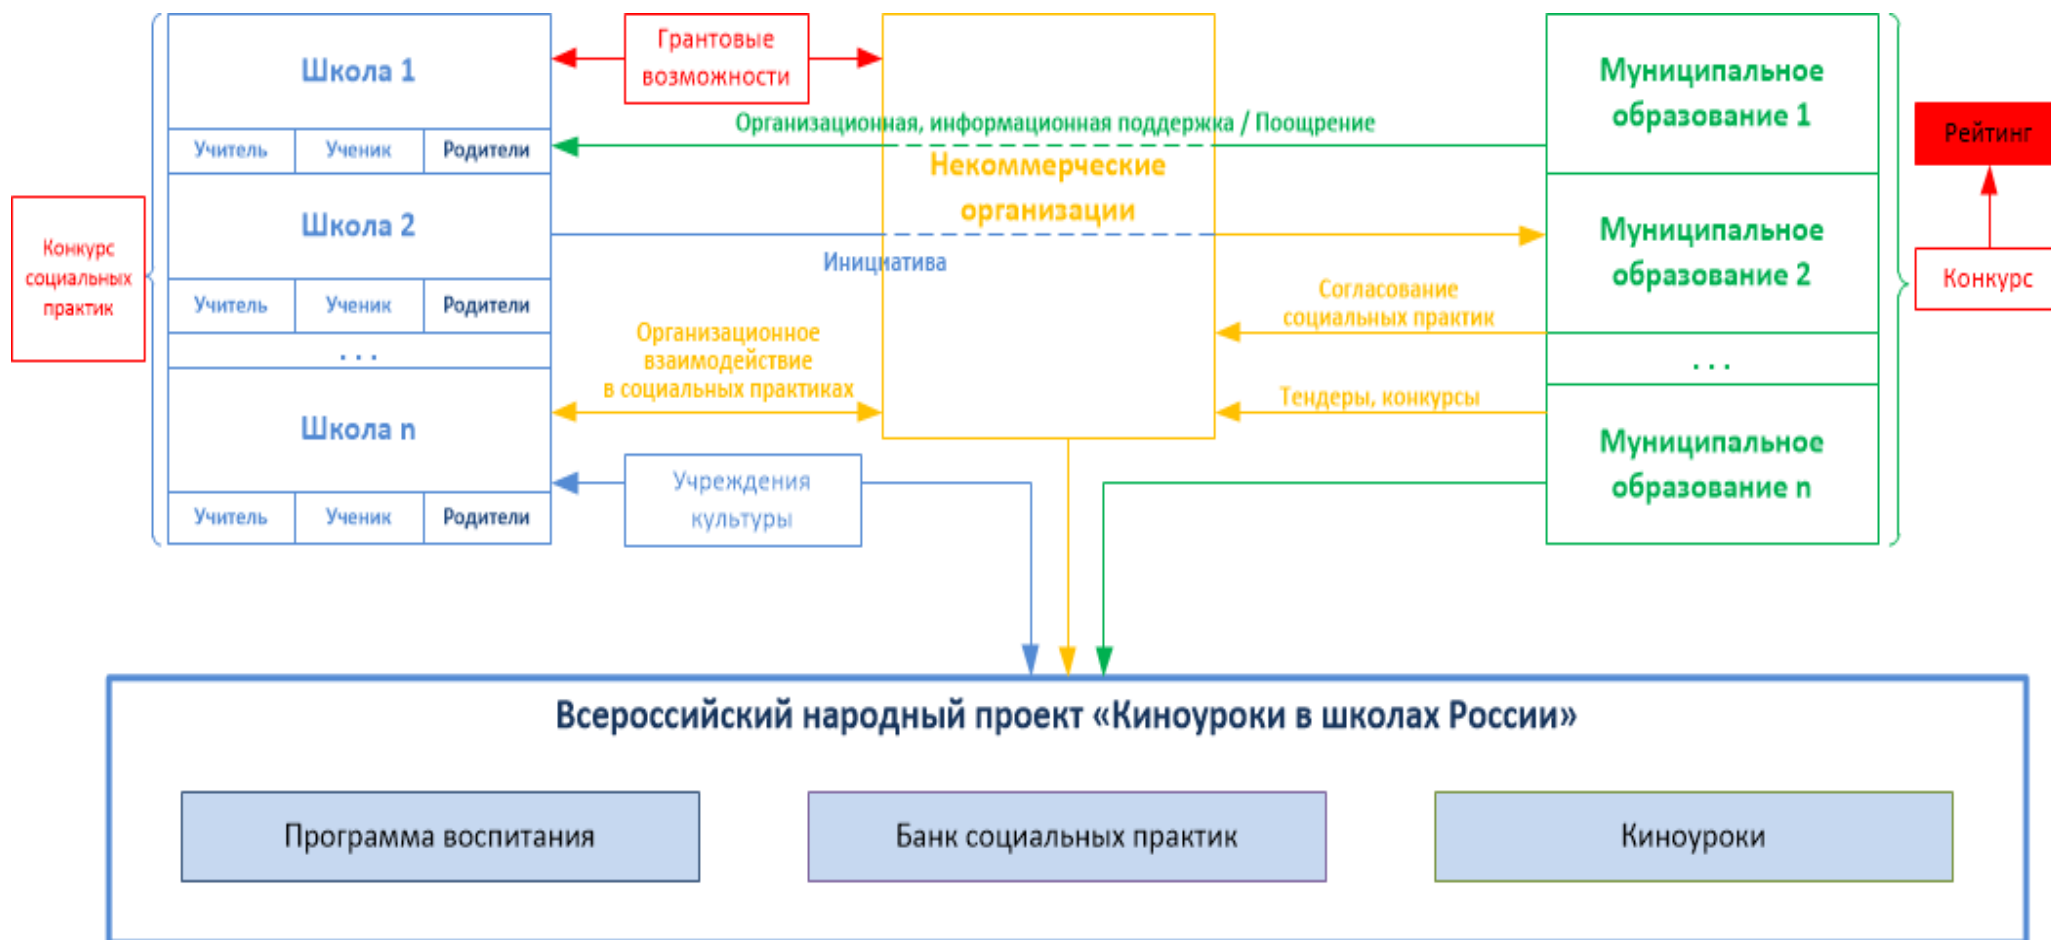 Школа 1
Учитель
Ученик
Родители
Школа 2
Учитель
Ученик
Родители
. . .
Школа n
Учитель
Ученик
Родители
Конкурс
социальных
практик
Грантовые
возможности
Организационная, информационная поддержка / Поощрение
Некоммерческие
организации
Инициатива
Организационное
взаимодействие
в социальных практиках
Учреждения
культуры
Согласование
социальных практик
Тендеры, конкурсы
Муниципальное
образование 1
Муниципальное
образование 2
. . .
Муниципальное
образование n
Рейтинг
Конкурс
Всероссийский народный проект «Киноуроки в школах России»
Программа воспитания
Банк социальных практик
Киноуроки